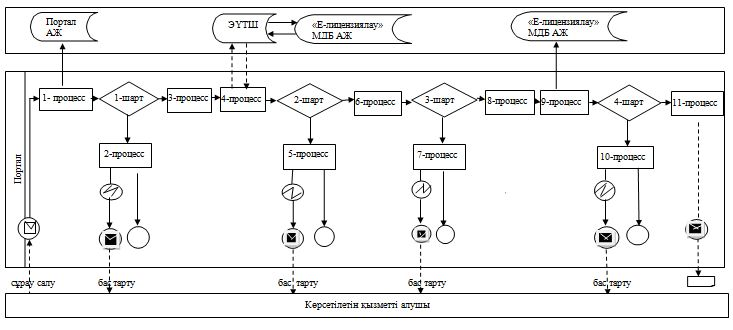 Портал
АЖ
ЭҮТШ
«Е-лицензиялау»
МДБ АЖ
«Е-лицензиялау»
МДБ АЖ
Портал
1- процесс
1-шарт
3-процесс
4-процесс
2-шарт
6-процесс
3-шарт
8-процесс
9-процесс
4-шарт
11-процесс
2-процесс
5-процесс
7-процесс
10-процесс
сұрау салу
бас тарту
бас тарту
бас тарту
бас тарту
Көрсетілетін қызметті алушы